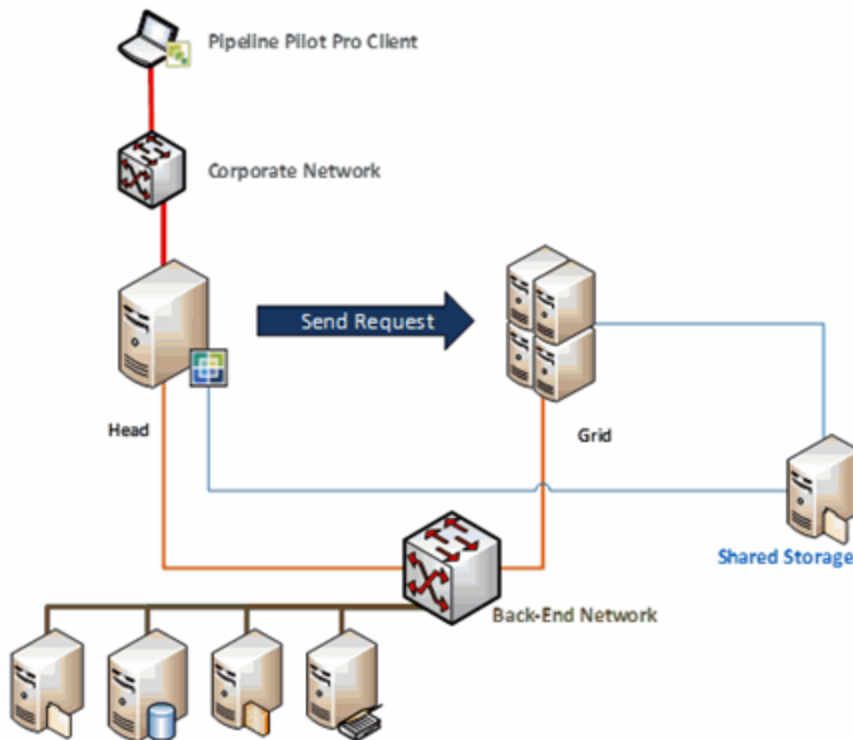 Pipeline Pilot Pro Client
Corporate Network
Send Request
Head
Grid
Shared Storage
Back-End Network